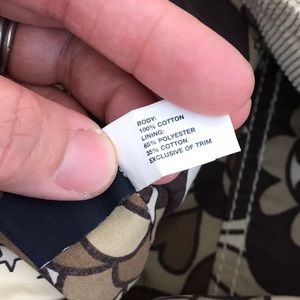 BODY:
100% COTTON
LINING:
65% POLYESTER
35% COTTON
EXCLUSIVE OF TRIM